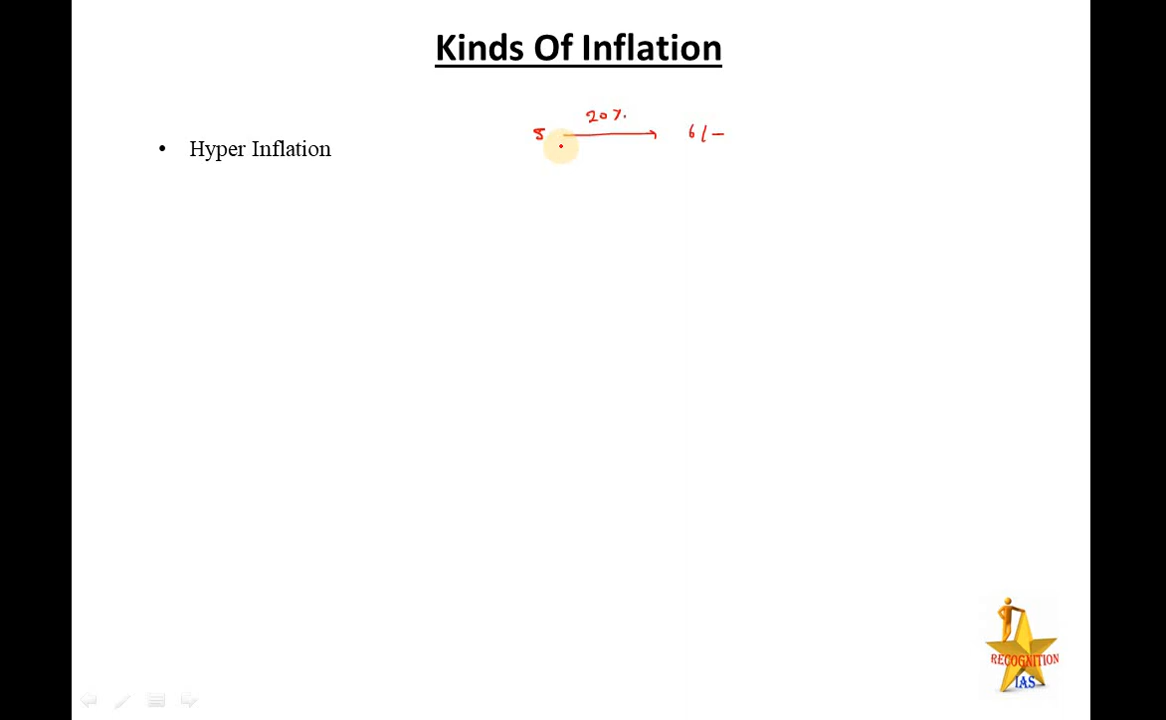 Kinds Of Inflation
20%.
5 6/-
• Hyper Inflation
RECOGNITION
IAS